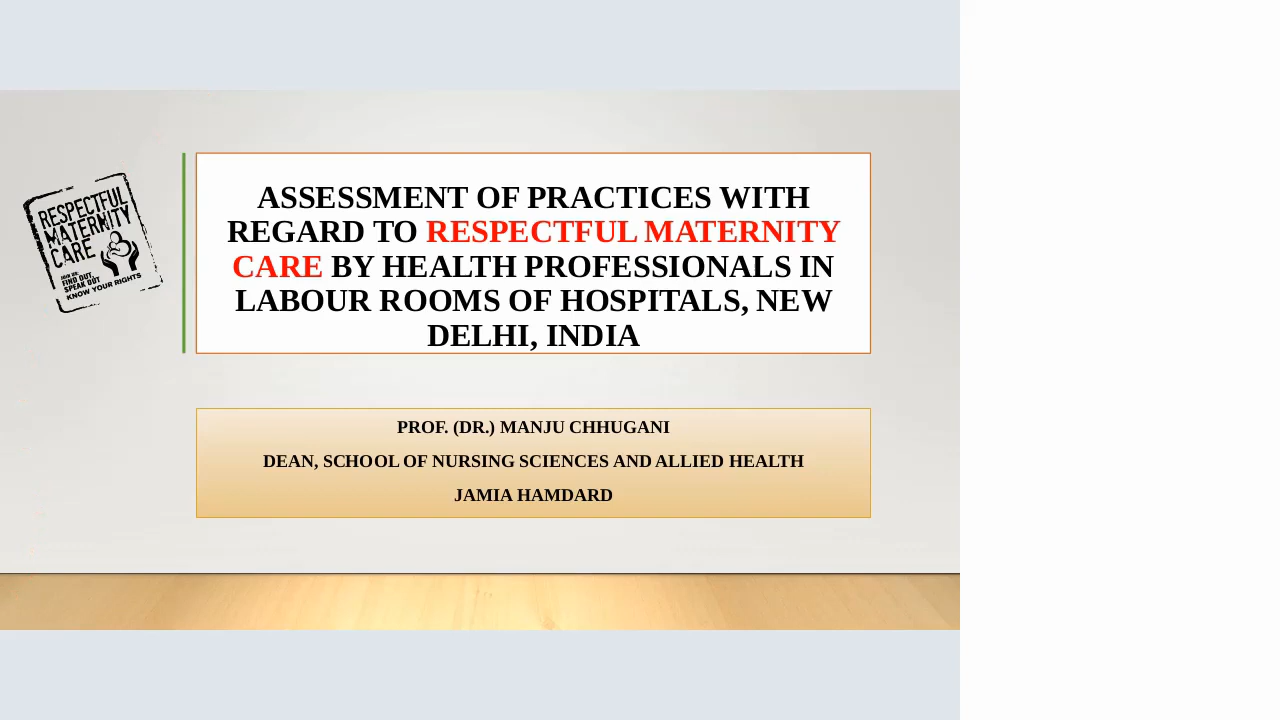 RESPECTFUL
MATERNITY
CARE
JOIN US:
FIND OUT,
SPEAK OUT
KNOW YOUR RIGHTS
ASSESSMENT OF PRACTICES WITH
REGARD TO RESPECTFUL MATERNITY
CARE BY HEALTH PROFESSIONALS IN
LABOUR ROOMS OF HOSPITALS, NEW
DELHI, INDIA
PROF. (DR.) MANJU CHHUGANI
DEAN, SCHOOL OF NURSING SCIENCES AND ALLIED HEALTH
JAMIA HAMDARD